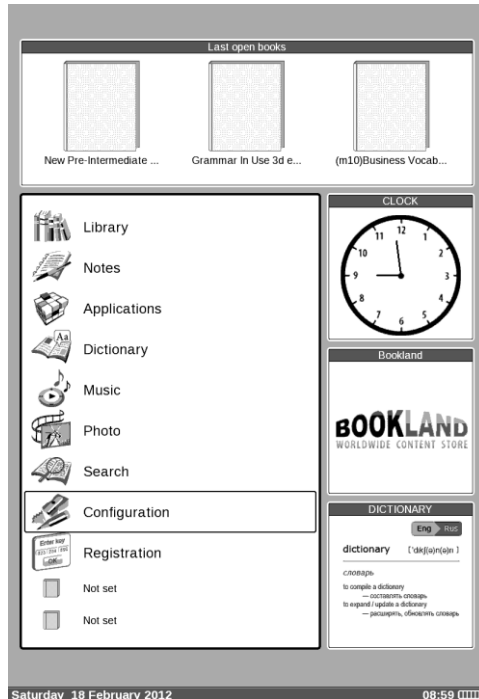 Last open books
New Pre-Intermediate ...
Grammar In Use 3d e...
(m10)Business Vocab...
Library
Notes
Applications
Dictionary
Music
Photo
Search
Configuration
Registration
Not set
Not set
CLOCK
12
1
2
3
4
5
6
7
8
9
10
11
Bookland
BOOKLAND
WORLDWIDE CONTENT STORE
DICTIONARY
Eng Rus
dictionary
словарь
to compile a dictionary
— составлять словарь
to expand / update a dictionary
— расширять, обновлять словарь
Aa
Enter key
OK
Saturday 18 February 2012
08:59